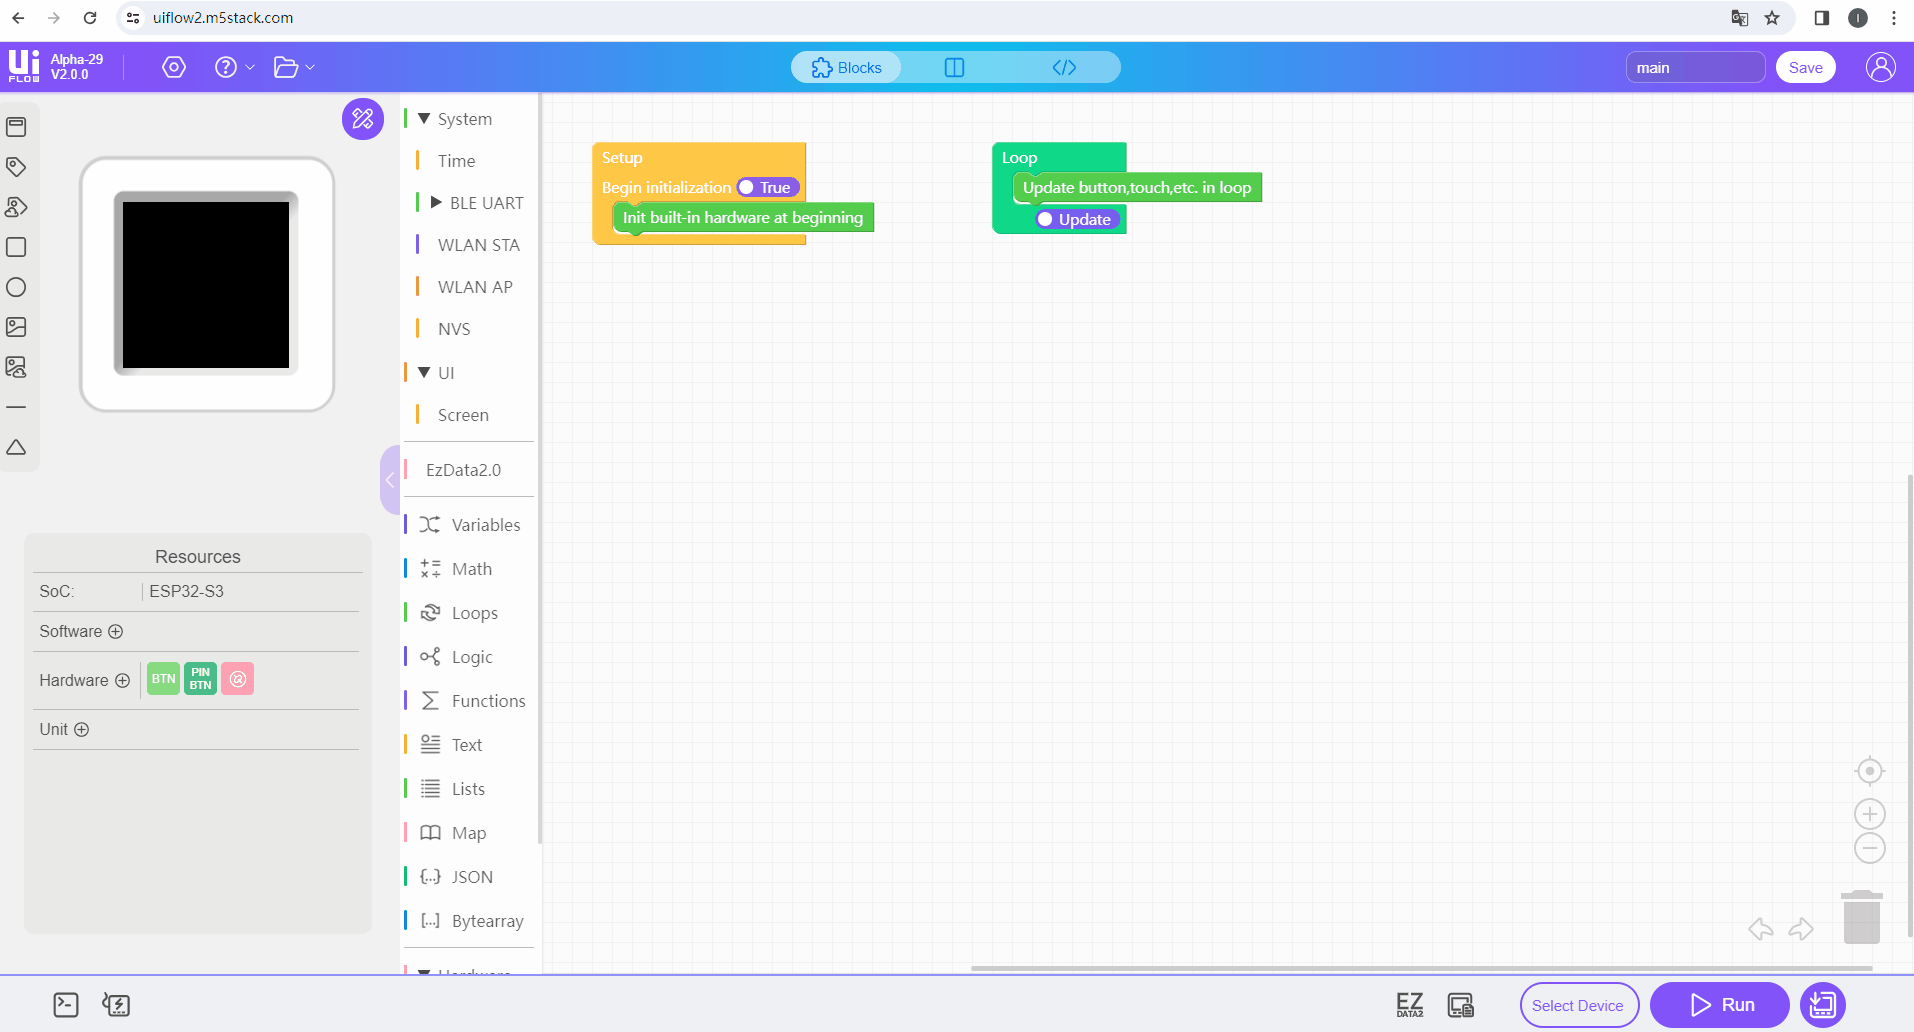 uiflow2.m5stack.com
I
Ui
FLOW
Alpha-29
V2.0.0
Blocks
main
Save
System
Time
BLE UART
WLAN STA
WLAN AP
NVS
UI
Screen
EzData2.0
Variables
Math
Loops
Logic
Functions
Text
Lists
Map
JSON
Bytearray
Hardware
Setup
Begin initialization True
Init built-in hardware at beginning
Loop
Update button,touch,etc. in loop
Update
Resources
SoC: ESP32-S3
Software
Hardware
BTN
PIN
BTN
Unit
EZ
DATA2
Select Device
Run